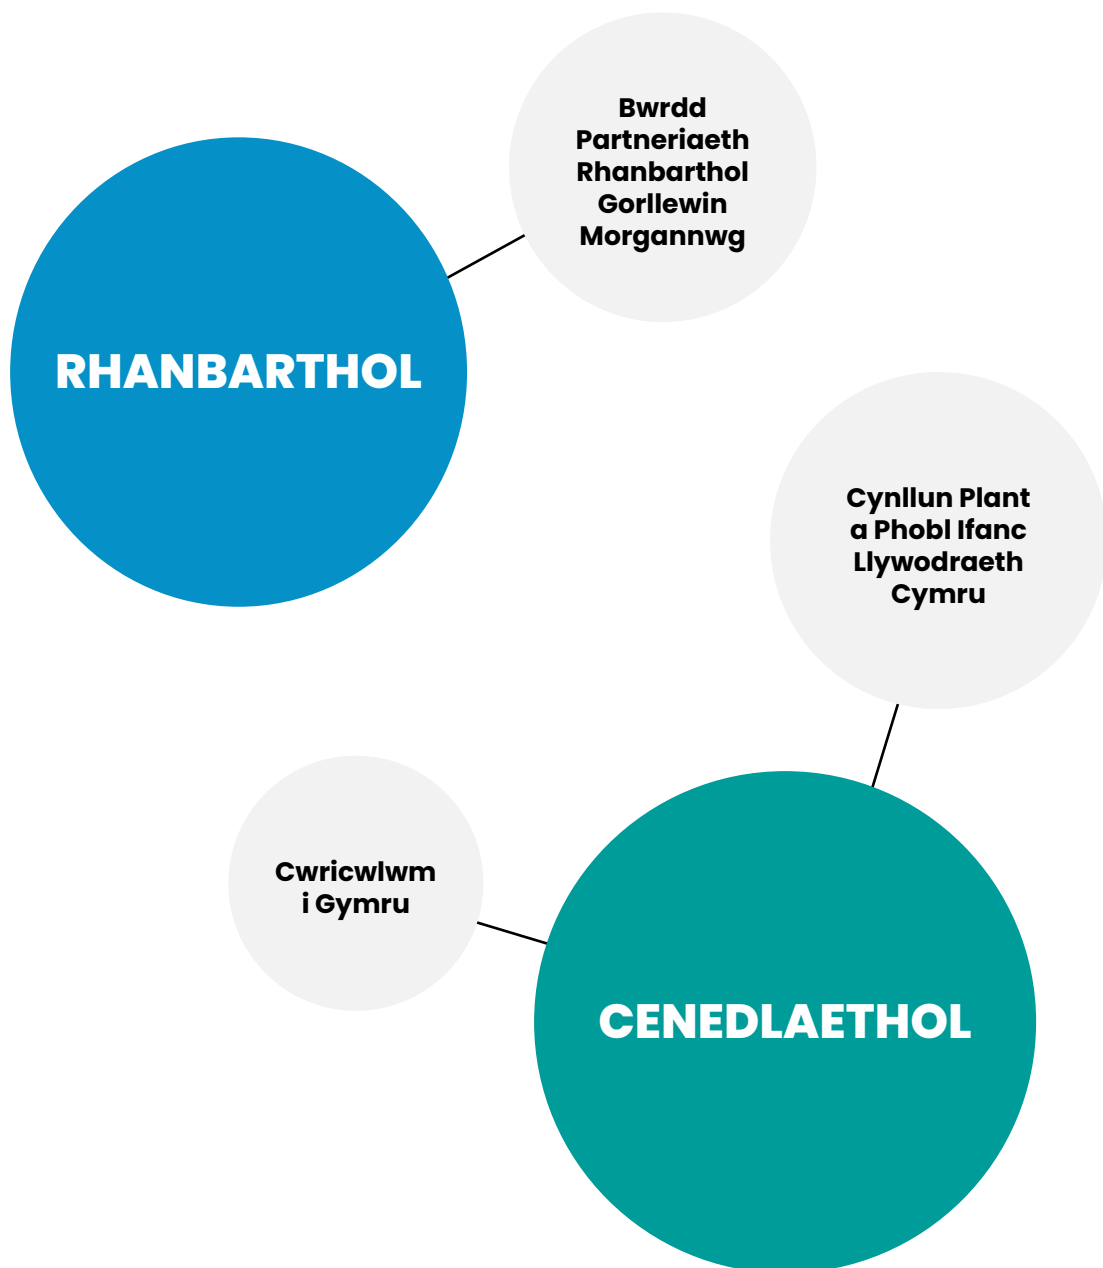 Bwrdd
Partneriaeth
Rhanbarthol
Gorllewin
Morgannwg
RHANBARTHOL
Cynllun Plant
a Phobl Ifanc
Llywodraeth
Cymru
Cwricwlwm
i Gymru
CENEDLAETHOL